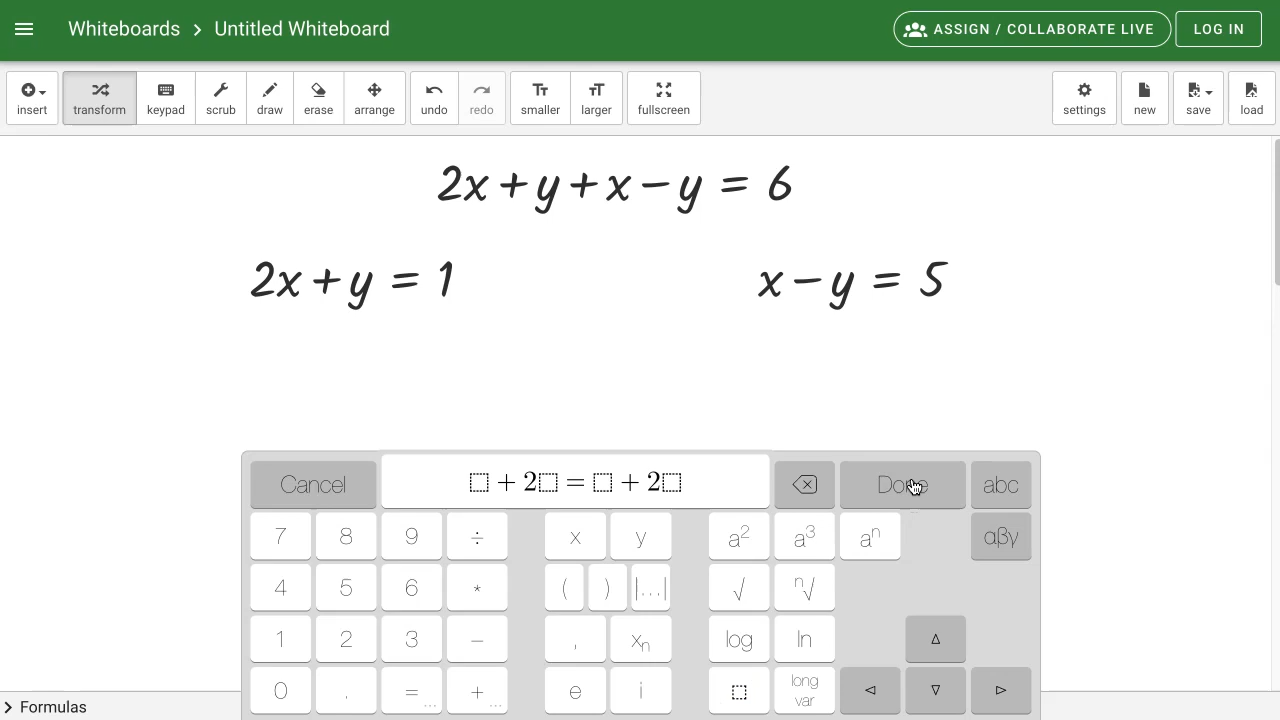 Whiteboards > Untitled Whiteboard ASSIGN / COLLABORATE LIVE LOG IN
insert transform keypad scrub draw erase arrange undo redo smaller larger fullscreen settings new save load
2x + y + x − y = 6
2x + y = 1 x − y = 5
Cancel ⬚ + 2⬚ = ⬚ + 2⬚ Done abc
7 8 9 ÷ x y a² a³ aⁿ αβγ
4 5 6 * ( ) |...| √ ⁿ√
1 2 3 − , xₙ log ln △
0 . = ... + ... e i ⬚ long var ◁ ▽ ▷
Formulas